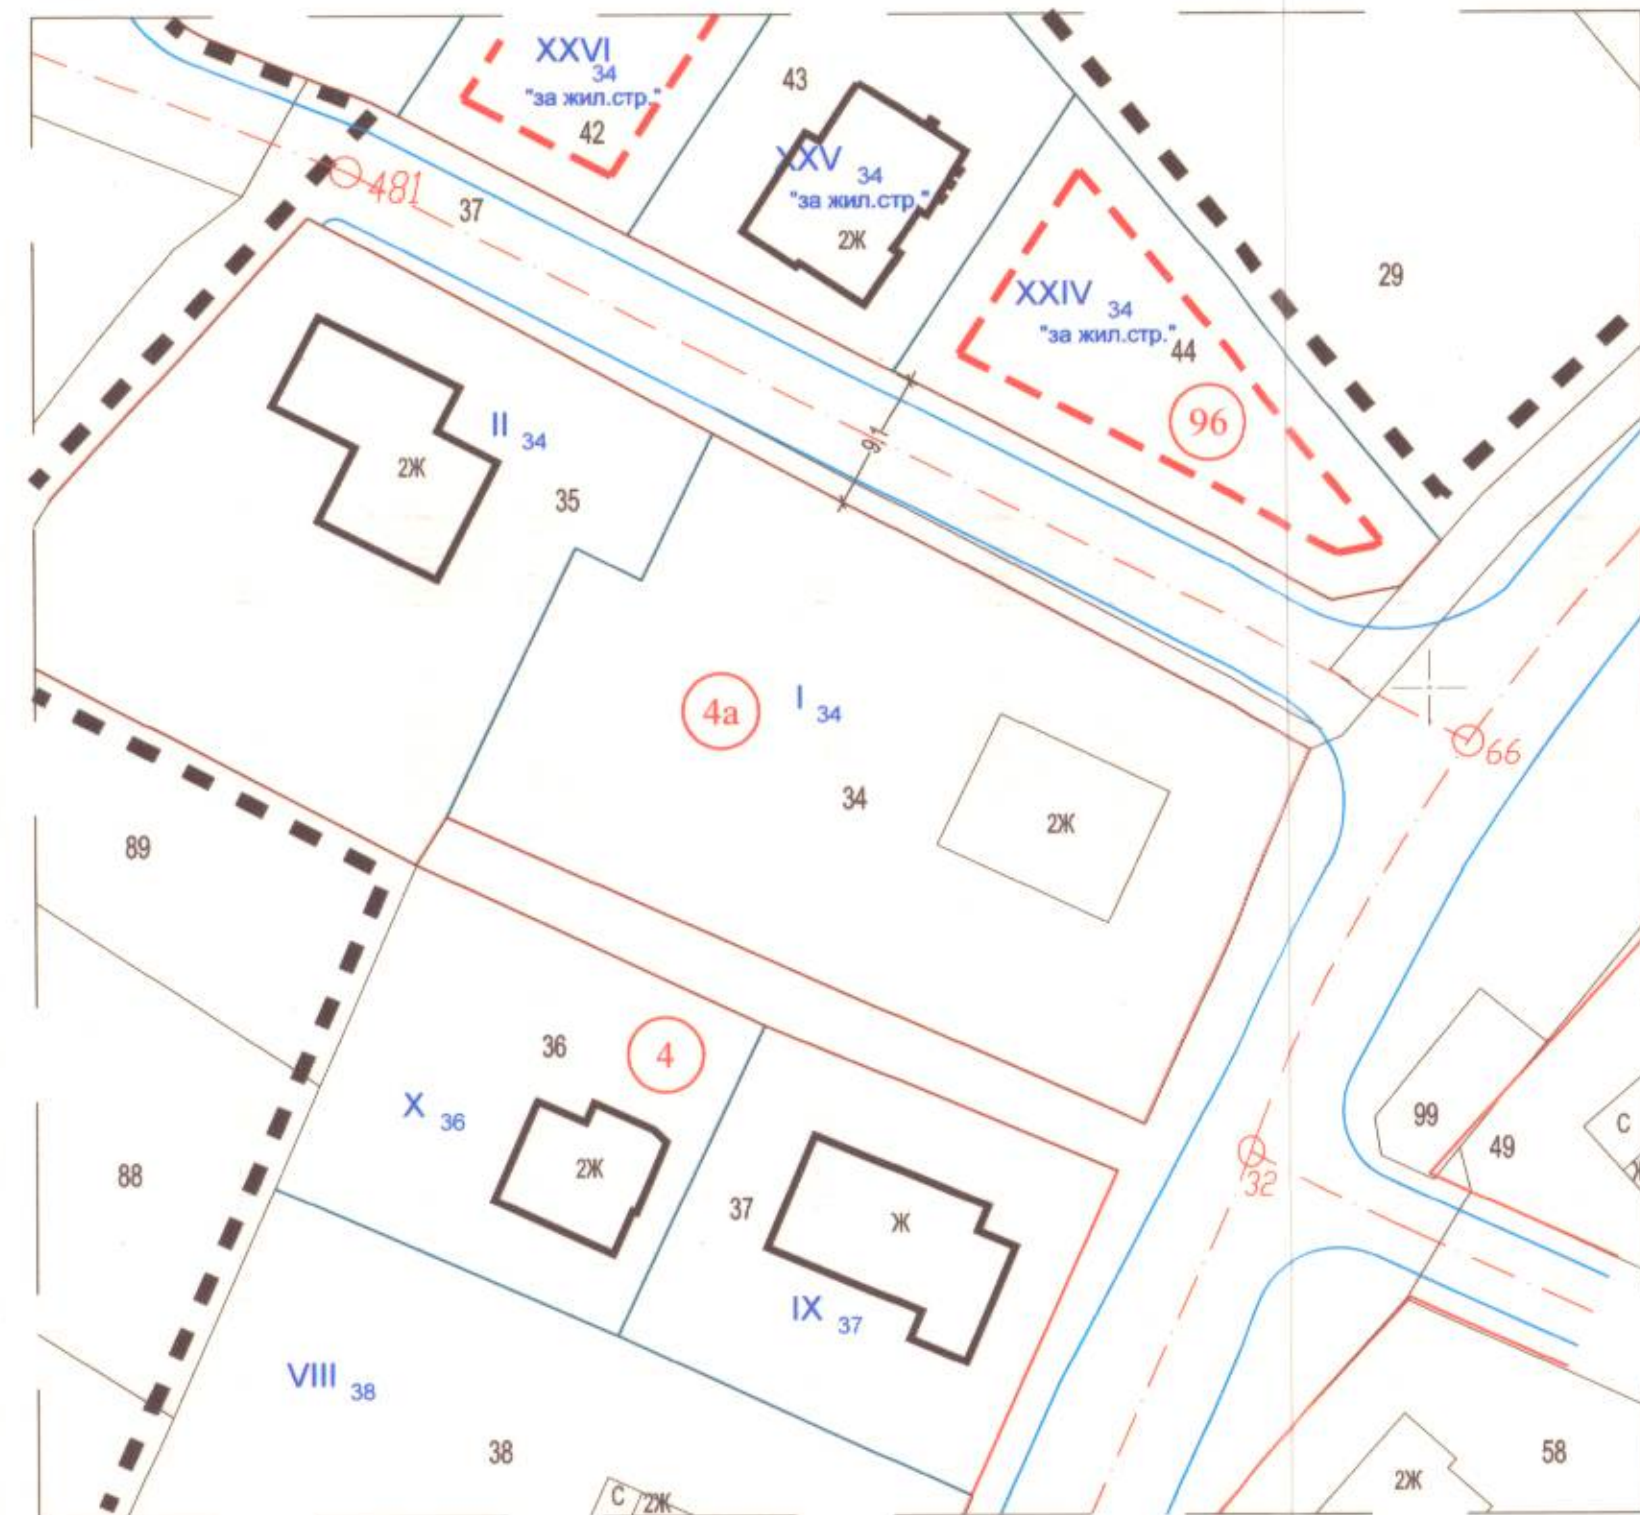 XXVI 34
"за жил.стр."
42
43
XXV 34
"за жил.стр."
2Ж
481
37
29
XXIV 34
"за жил.стр."
44
96
9,1
II 34
2Ж
35
4а
I 34
34
2Ж
66
89
36
4
X 36
2Ж
88
37
Ж
IX 37
32
99
49
С
Ж
VIII 38
38
С 2Ж
58
2Ж